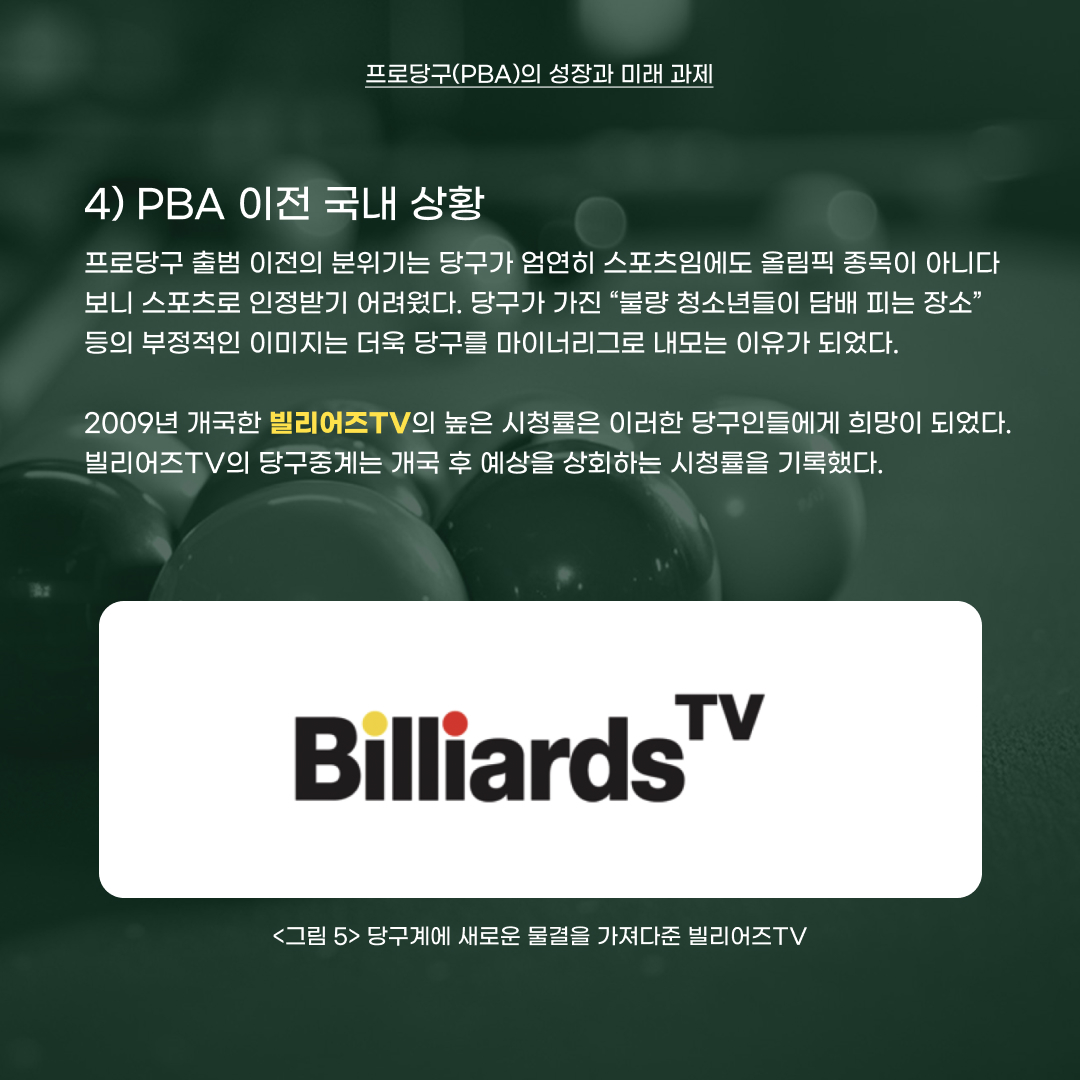 프로당구(PBA)의 성장과 미래 과제
4) PBA 이전 국내 상황
프로당구 출범 이전의 분위기는 당구가 엄연히 스포츠임에도 올림픽 종목이 아니다
보니 스포츠로 인정받기 어려웠다. 당구가 가진 “불량 청소년들이 담배 피는 장소”
등의 부정적인 이미지는 더욱 당구를 마이너리그로 내모는 이유가 되었다.
2009년 개국한 빌리어즈TV의 높은 시청률은 이러한 당구인들에게 희망이 되었다.
빌리어즈TV의 당구중계는 개국 후 예상을 상회하는 시청률을 기록했다.
Billiards TV
<그림 5> 당구계에 새로운 물결을 가져다준 빌리어즈TV